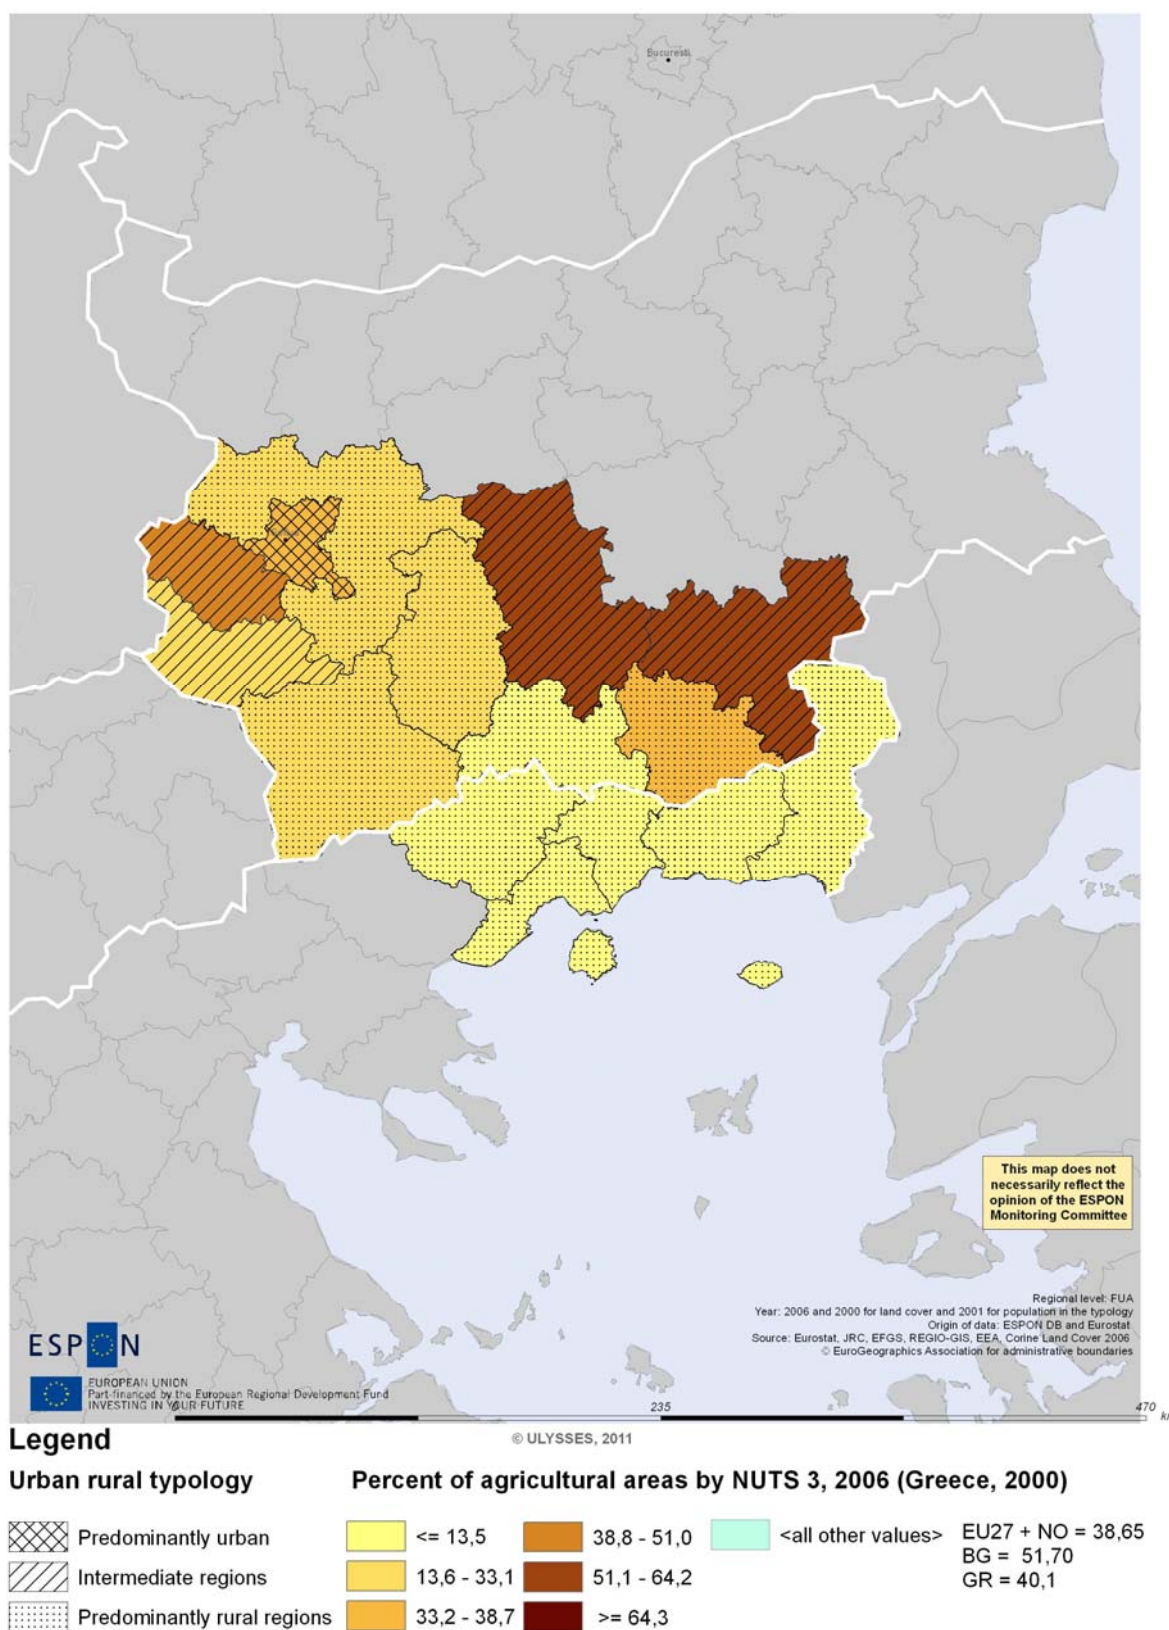 Bucuresti
This map does not
necessarily reflect the
opinion of the ESPON
Monitoring Committee
Regional level: FUA
Year: 2006 and 2000 for land cover and 2001 for population in the typology
Origin of data: ESPON DB and Eurostat
Source: Eurostat, JRC, EFGS, REGIO-GIS, EEA, Corine Land Cover 2006
© EuroGeographics Association for administrative boundaries
ESPON
EUROPEAN UNION
Part-financed by the European Regional Development Fund
INVESTING IN YOUR FUTURE
0 235 470
km
© ULYSSES, 2011
Legend
Urban rural typology
Predominantly urban
Intermediate regions
Predominantly rural regions
Percent of agricultural areas by NUTS 3, 2006 (Greece, 2000)
<= 13,5
13,6 - 33,1
33,2 - 38,7
38,8 - 51,0
51,1 - 64,2
>= 64,3
<all other values>
EU27 + NO = 38,65
BG = 51,70
GR = 40,1